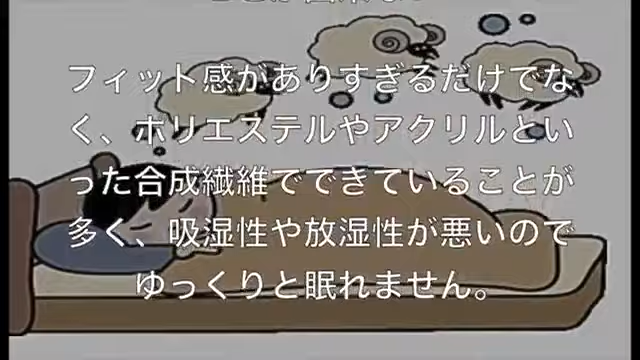 フィット感がありすぎるだけでな
く、ポリエステルやアクリルとい
った合成繊維でできていることが
多く、吸湿性や放湿性が悪いので
ゆっくりと眠れません。